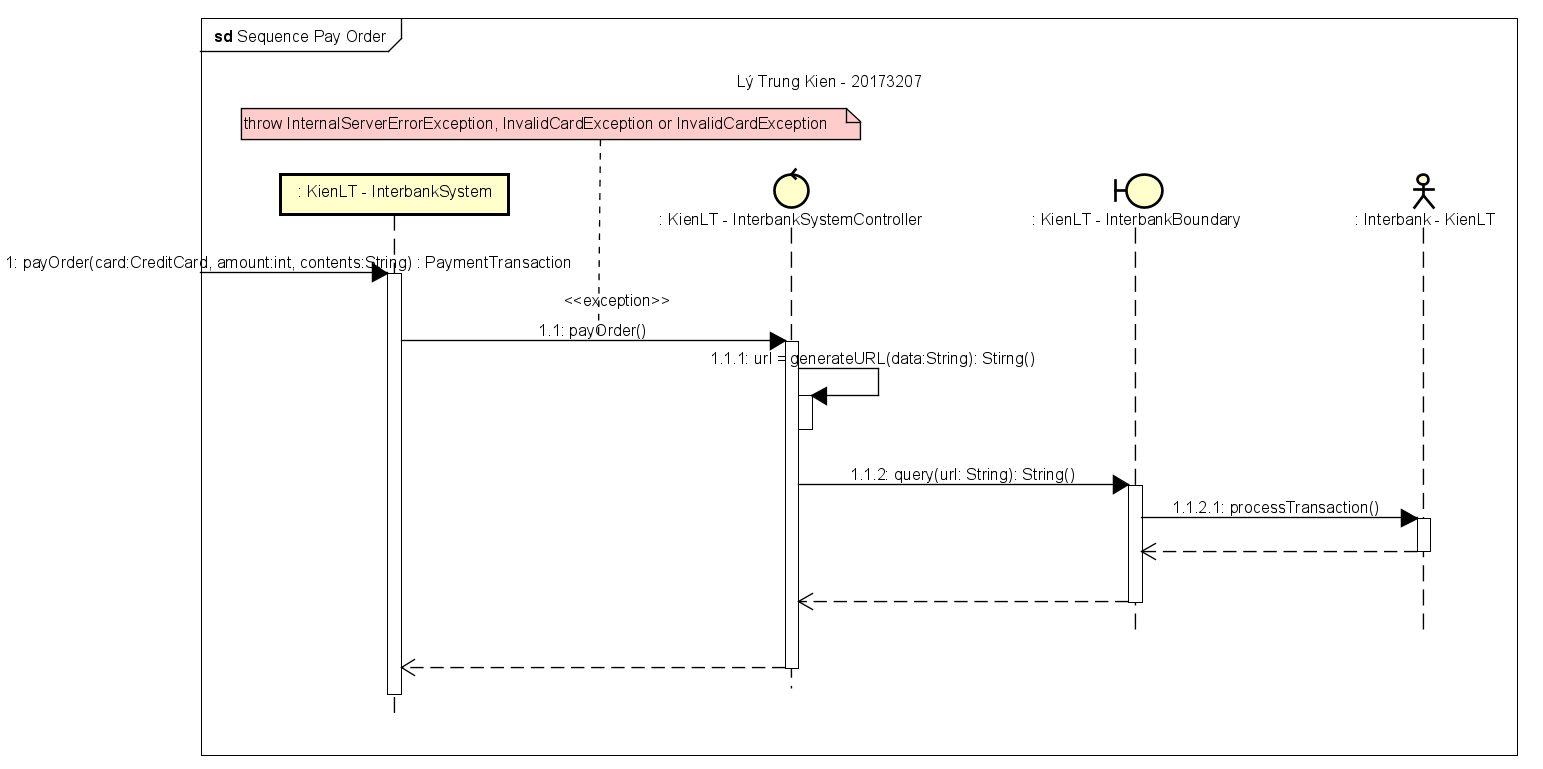 sd Sequence Pay Order
Lý Trung Kien - 20173207
throw InternalServerErrorException, InvalidCardException or InvalidCardException
: KienLT - InterbankSystem
: KienLT - InterbankSystemController
: KienLT - InterbankBoundary
: Interbank - KienLT
1: payOrder(card:CreditCard, amount:int, contents:String) : PaymentTransaction
<<exception>>
1.1: payOrder()
1.1.1: url = generateURL(data:String): Stirng()
1.1.2: query(url: String): String()
1.1.2.1: processTransaction()